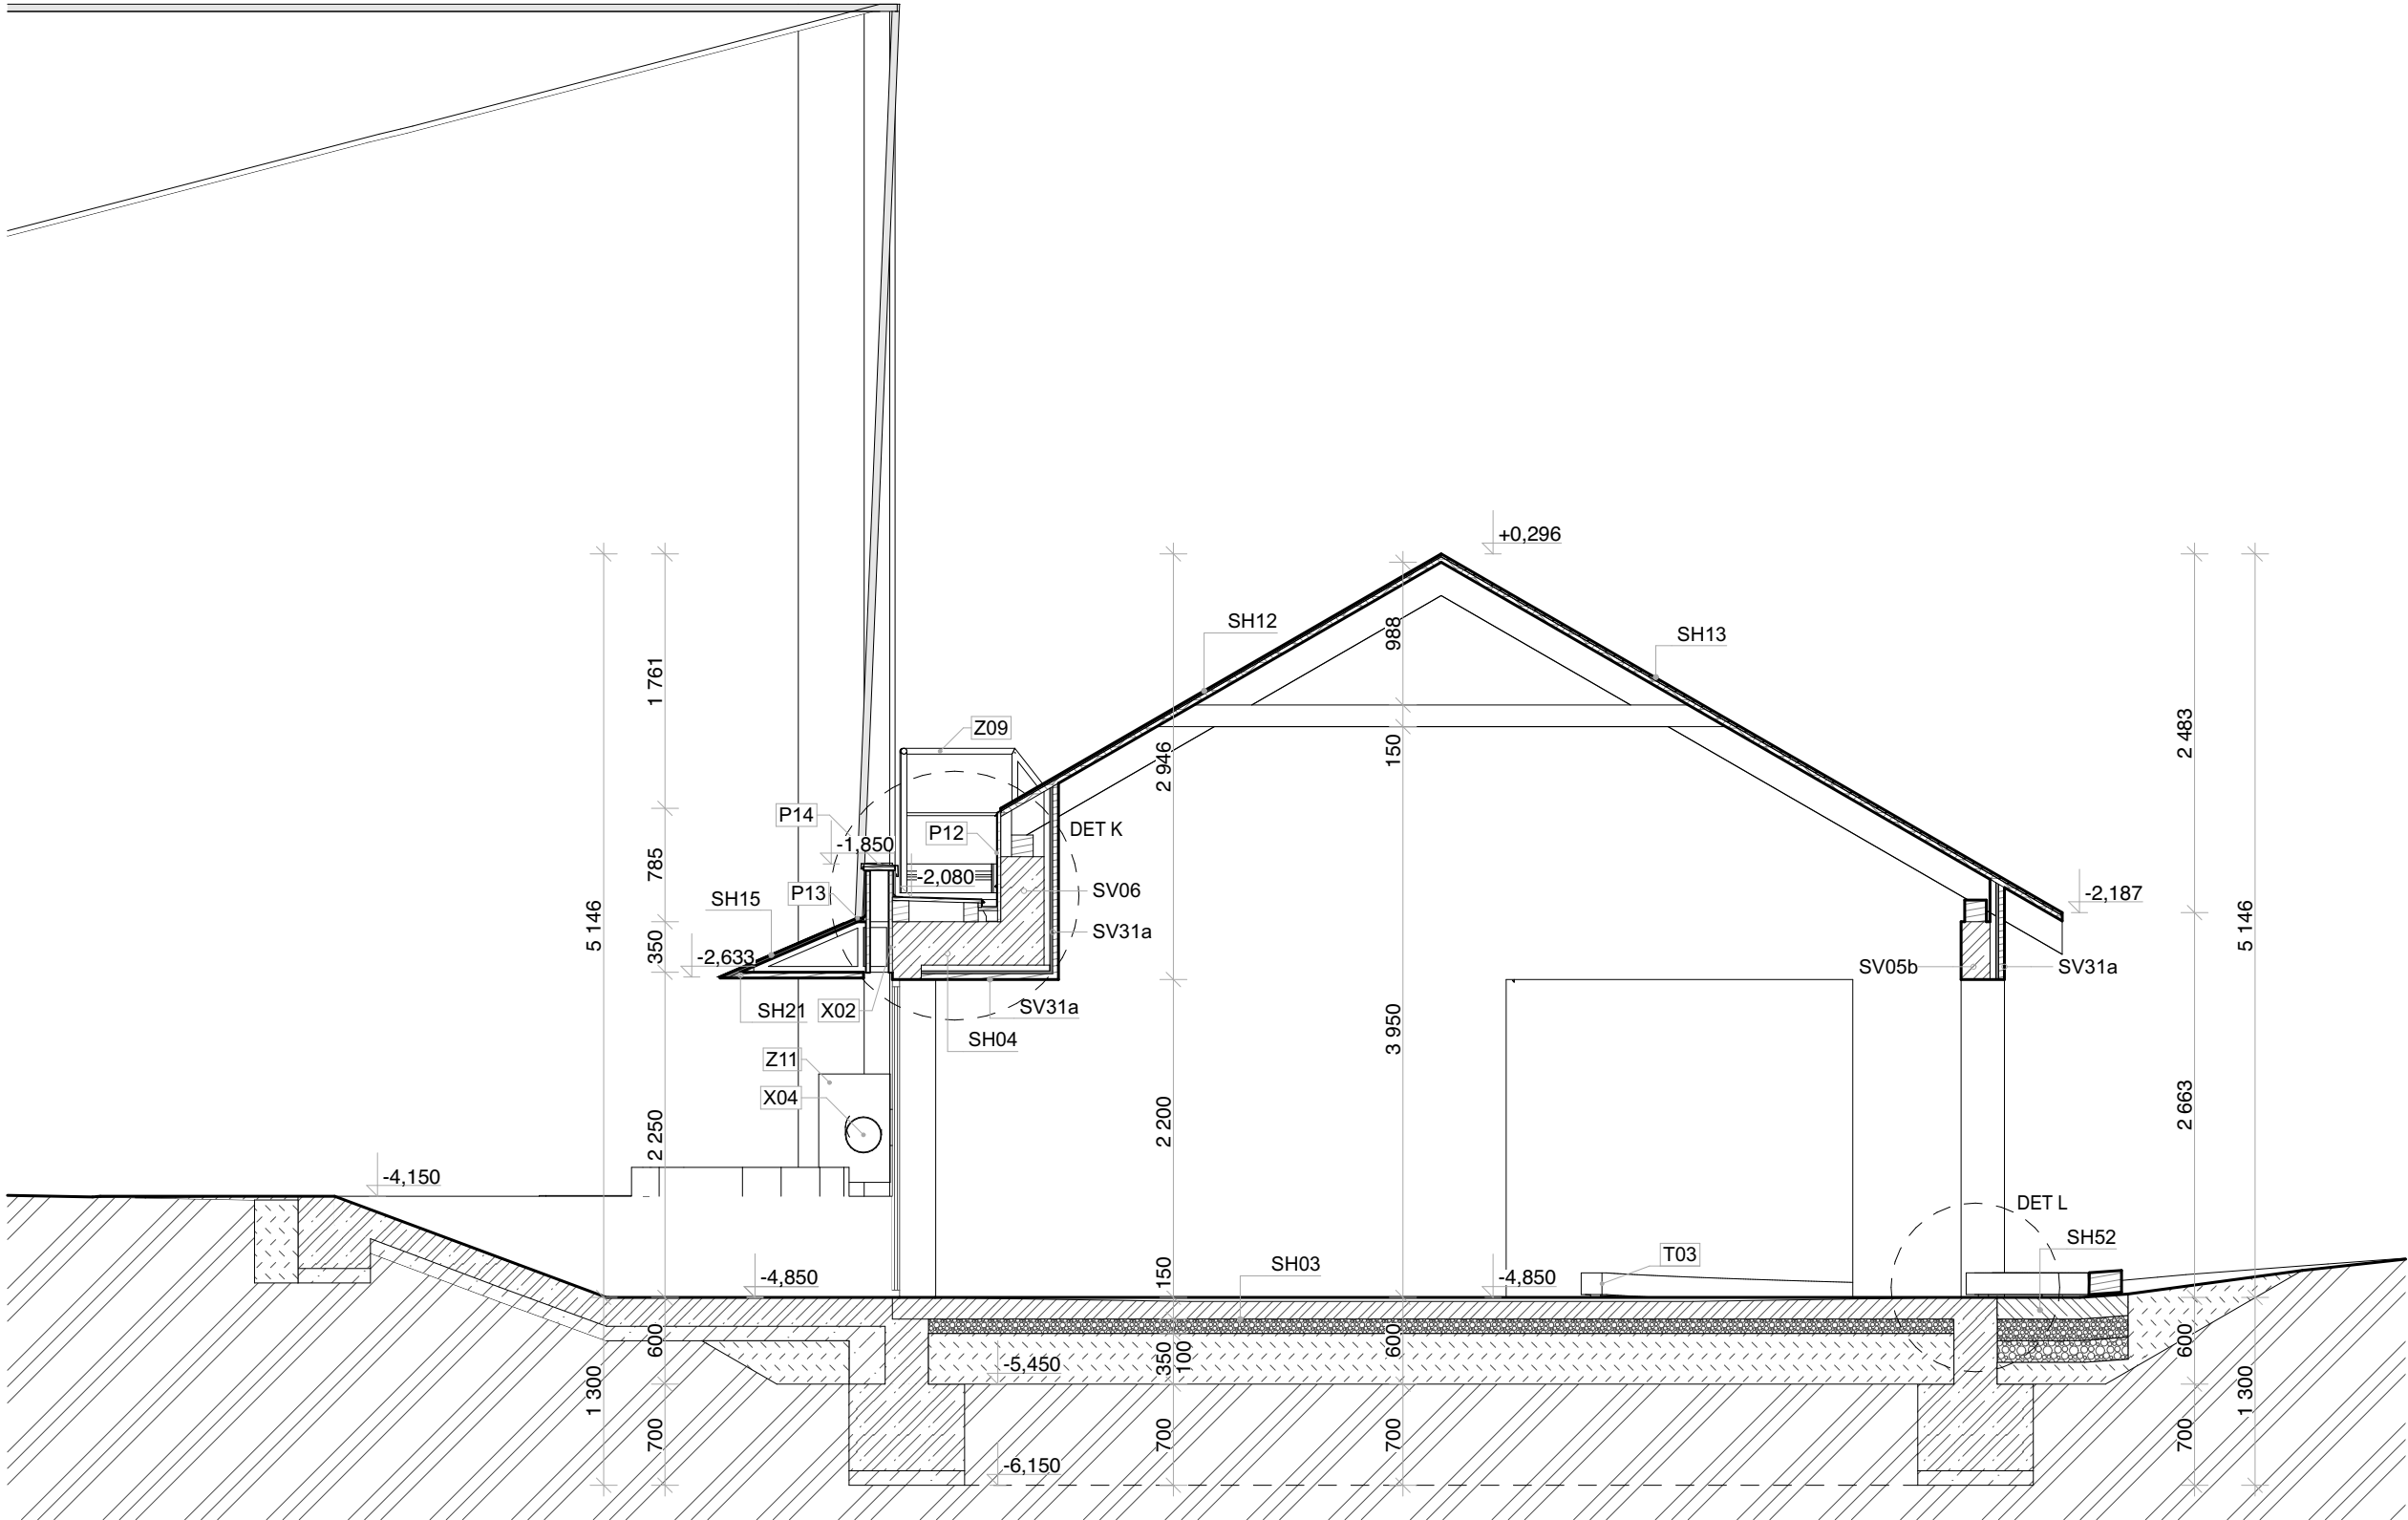 +0,296
SH12
988
SH13
1 761
Z09
2 946
150
2 483
P14
-1,850
P12
DET K
785
-2,080
P13
SH15
SV06
-2,187
5 146
350
-2,633
SV31a
5 146
SV05b
SV31a
SH21
X02
SV31a
SH04
3 950
Z11
X04
2 250
2 200
2 663
-4,150
DET L
SH52
-4,850
150
SH03
-4,850
T03
600
-5,450
350
100
600
600
1 300
1 300
700
-6,150
700
700
700